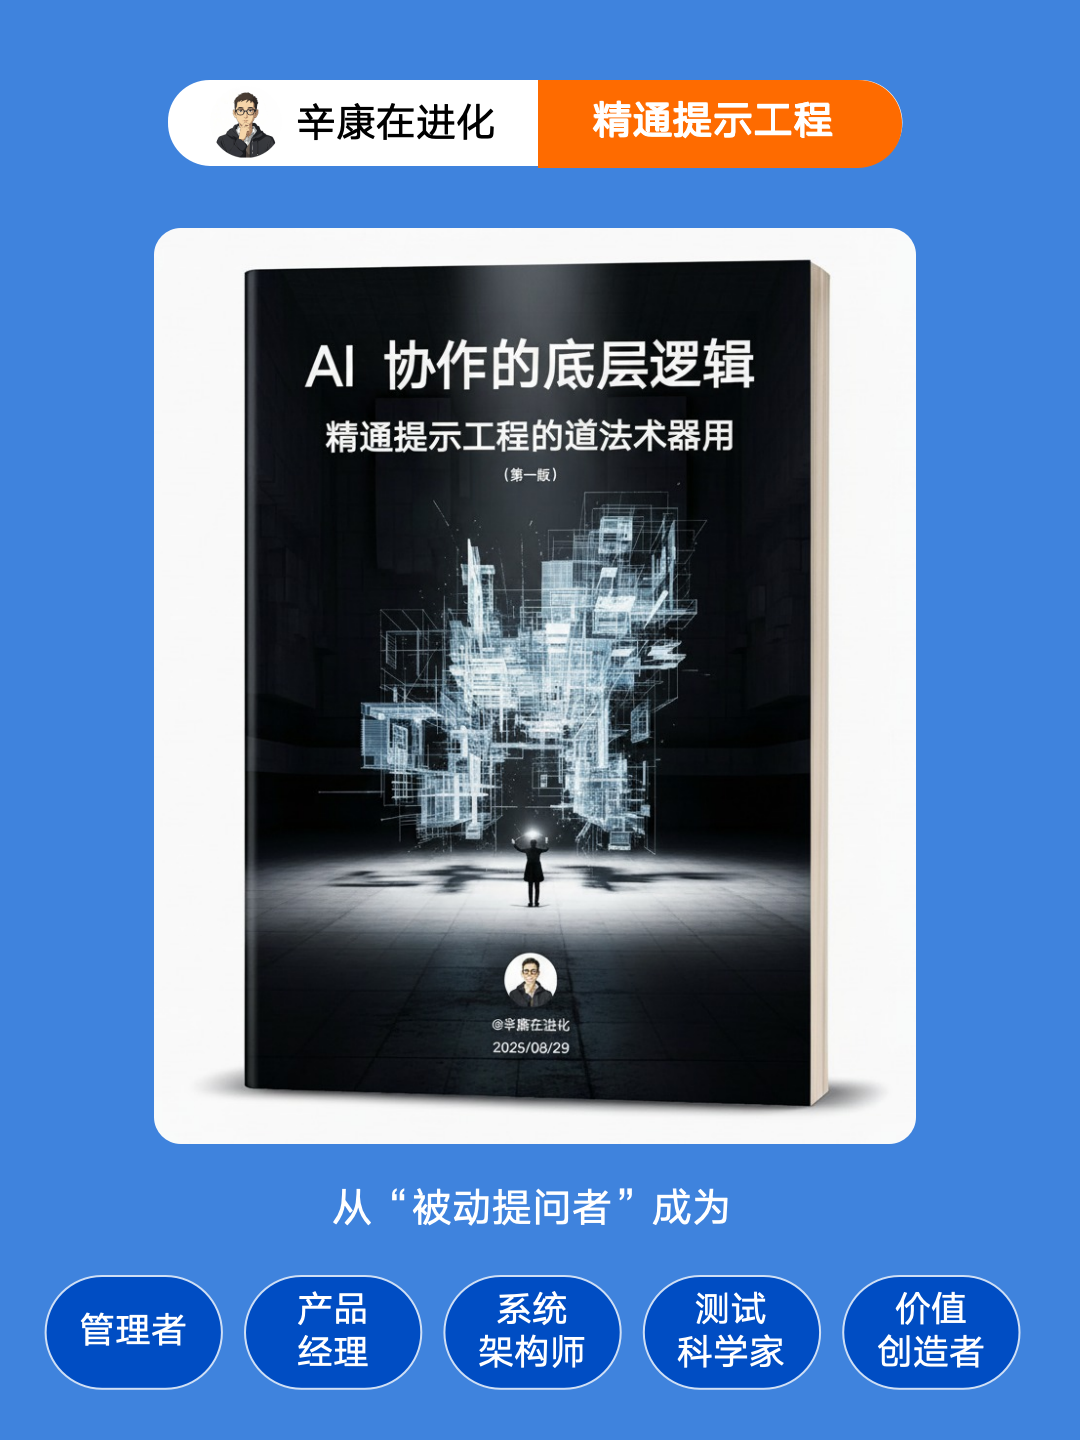 辛康在进化
精通提示工程
AI 协作的底层逻辑
精通提示工程的道法术器用
（第一版）
@辛康在进化
2025/08/29
从“被动提问者”成为
管理者
产品
经理
系统
架构师
测试
科学家
价值
创造者